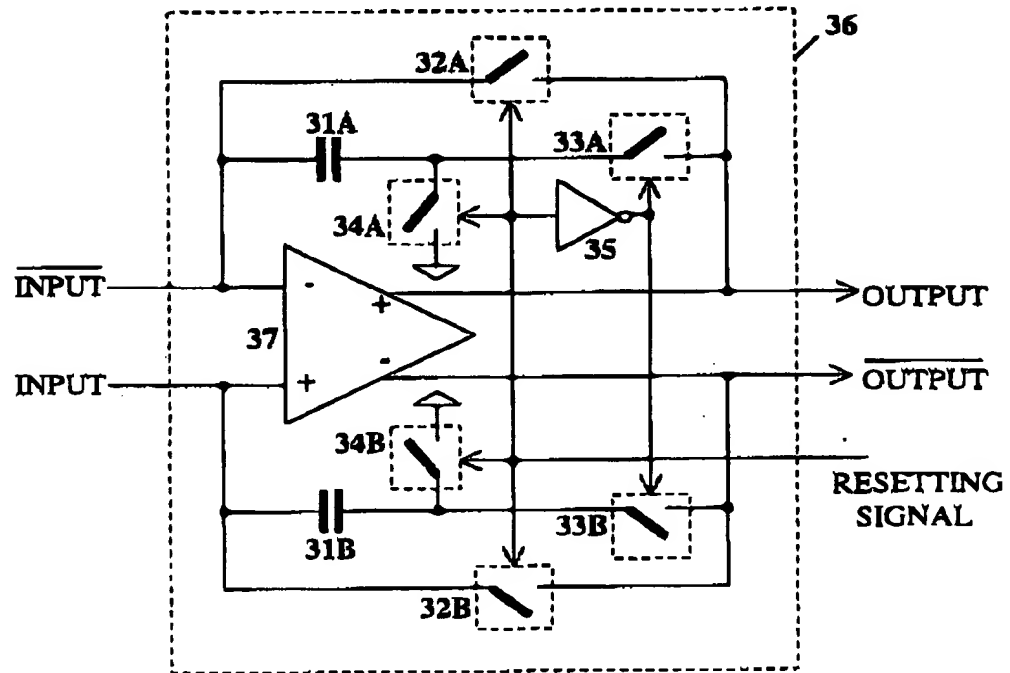 36
32A
31A
33A
34A
35
INPUT
-
+
OUTPUT
37
-
INPUT
+
OUTPUT
34B
RESETTING
SIGNAL
31B
33B
32B